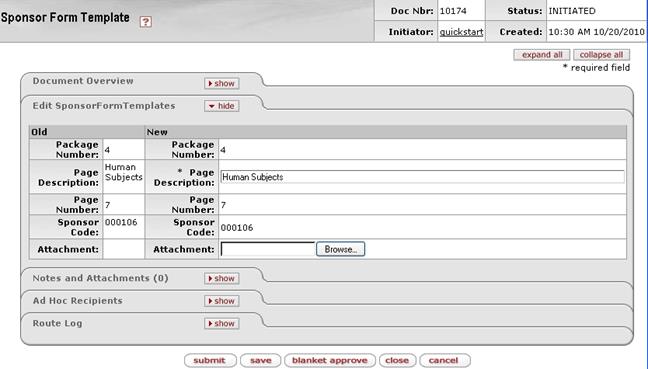 Sponsor Form Template ?
Doc Nbr: 10174 Status: INITIATED
Initiator: quickstart Created: 10:30 AM 10/20/2010
expand all collapse all
* required field
Document Overview show
Edit SponsorFormTemplates hide
Old New
Package Number: 4 Package Number: 4
Page Description: Human Subjects * Page Description: Human Subjects
Page Number: 7 Page Number: 7
Sponsor Code: 000106 Sponsor Code: 000106
Attachment: Attachment: Browse...
Notes and Attachments (0) show
Ad Hoc Recipients show
Route Log show
submit save blanket approve close cancel